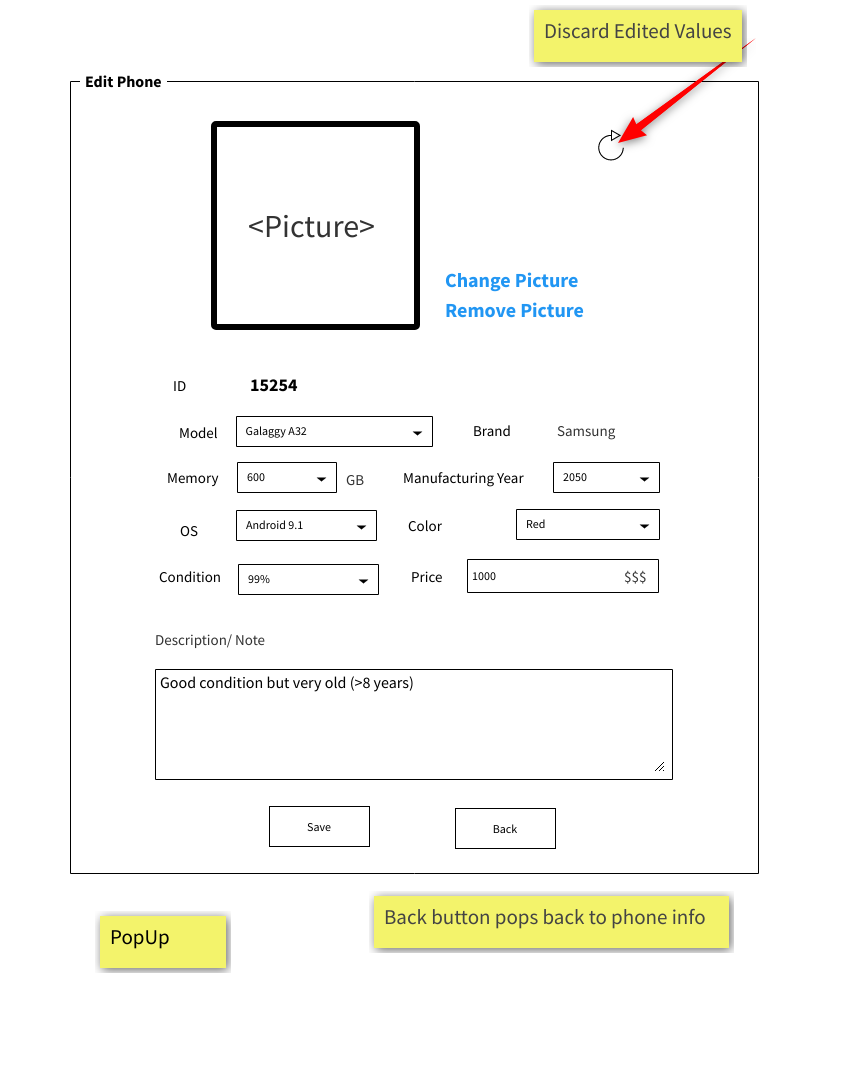 Discard Edited Values
Edit Phone
<Picture>
Change Picture
Remove Picture
ID 15254
Model Galaggy A32 Brand Samsung
Memory 600 GB Manufacturing Year 2050
OS Android 9.1 Color Red
Condition 99% Price 1000 $$$
Description/ Note
Good condition but very old (>8 years)
Save Back
Back button pops back to phone info
PopUp